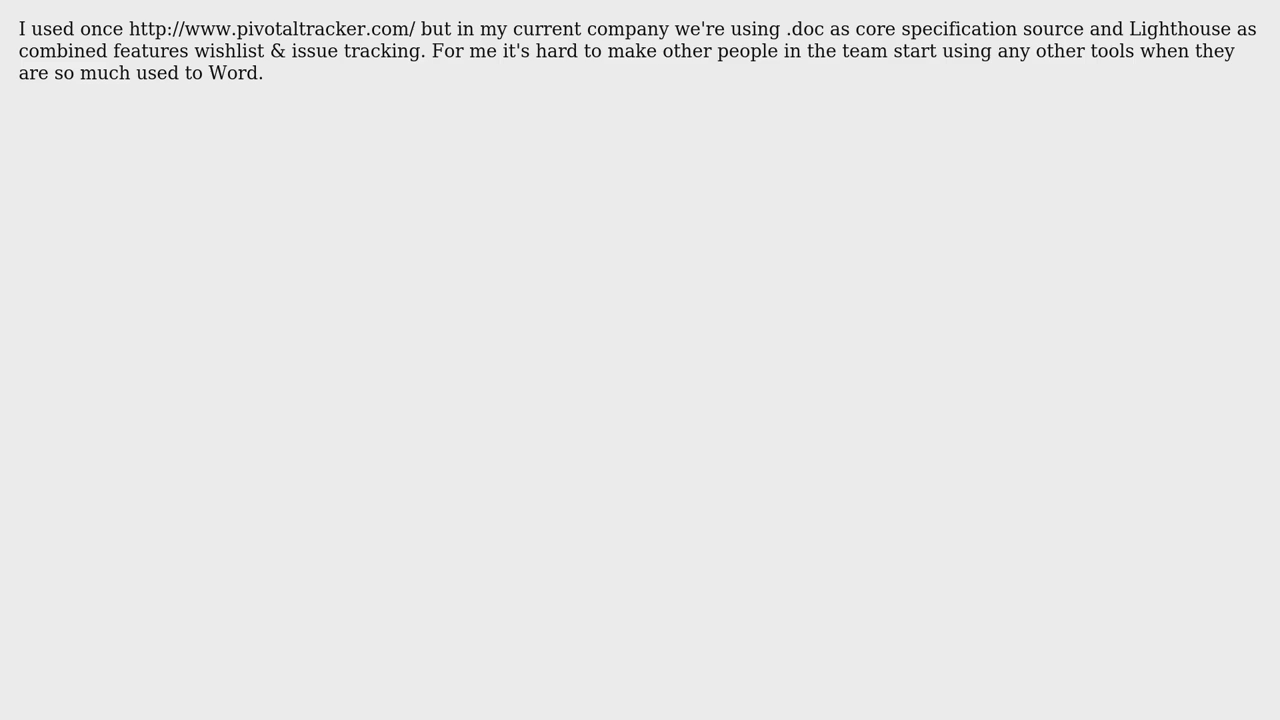 I used once http://www.pivotaltracker.com/ but in my current company we're using .doc as core specification source and Lighthouse as
combined features wishlist & issue tracking. For me it's hard to make other people in the team start using any other tools when they
are so much used to Word.